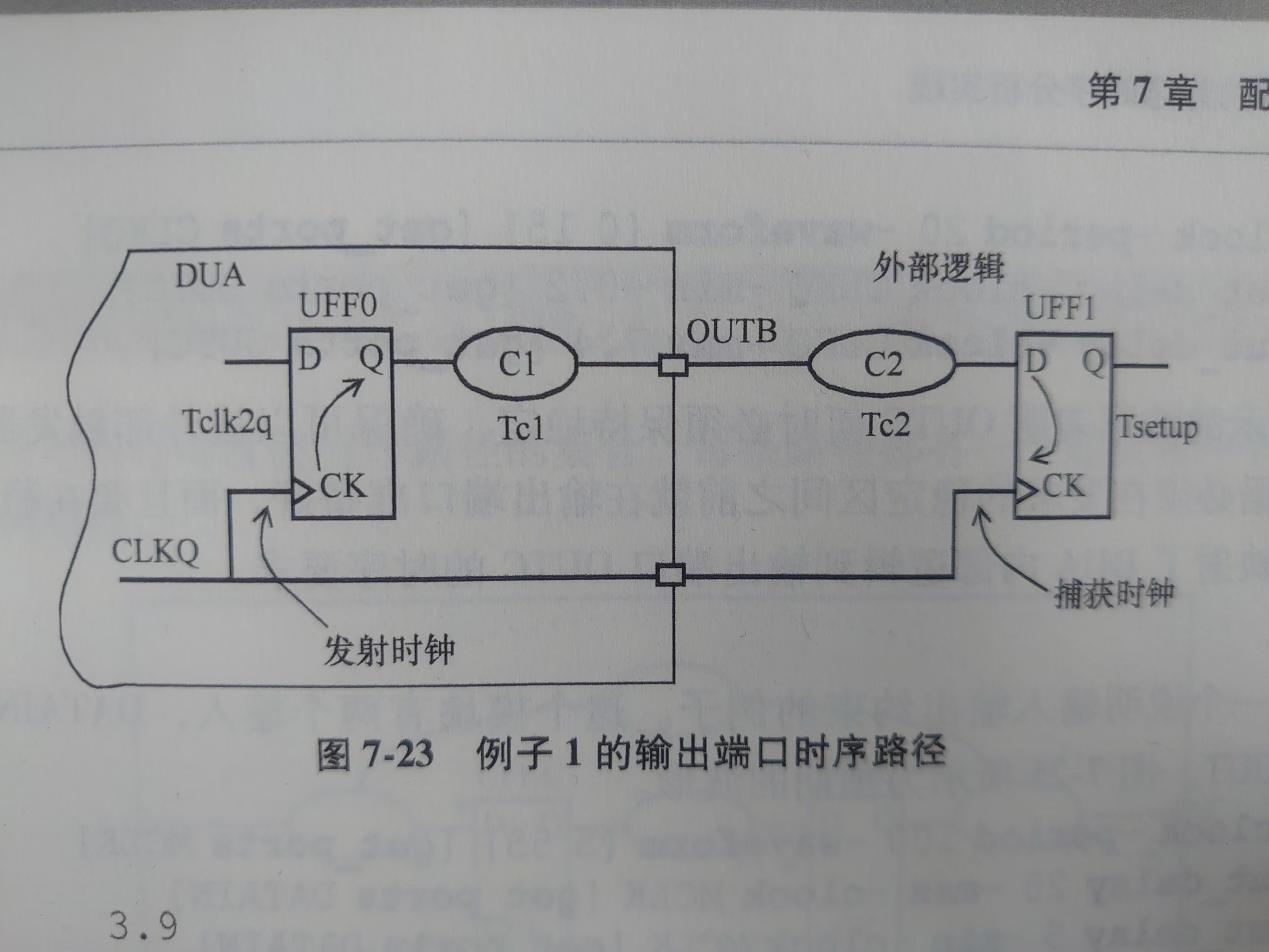 第 7 章 配
DUA
外部逻辑
UFF0
OUTB
UFF1
D Q
C1
C2
D Q
Tclk2q
Tc1
Tc2
Tsetup
CK
CK
CLKQ
捕获时钟
发射时钟
图 7-23 例子 1 的输出端口时序路径
3.9